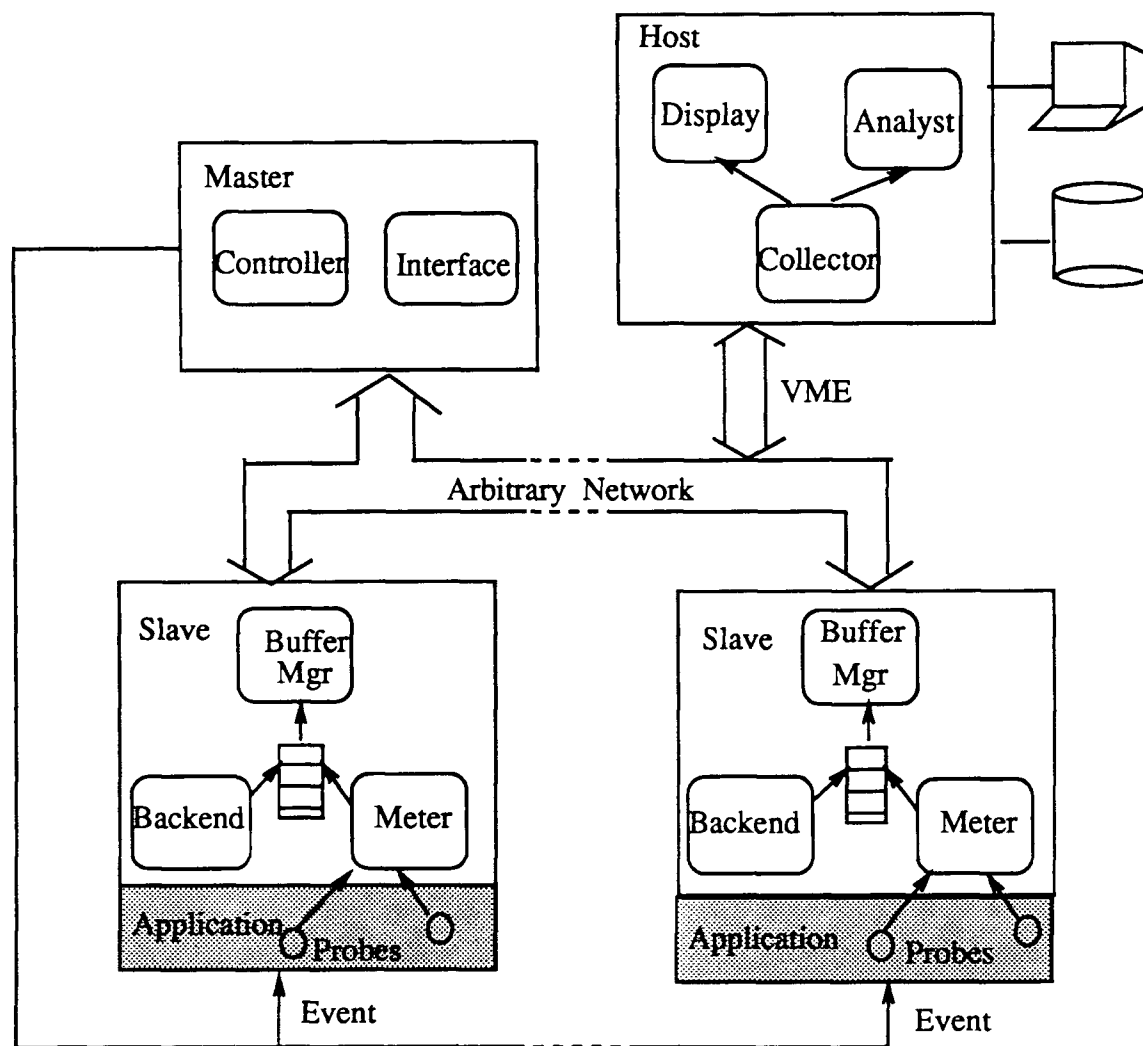 Host
Display
Analyst
Collector
Master
Controller
Interface
VME
Arbitrary Network
Slave
Buffer
Mgr
Backend
Meter
Application
Probes
Event
Slave
Buffer
Mgr
Backend
Meter
Application
Probes
Event